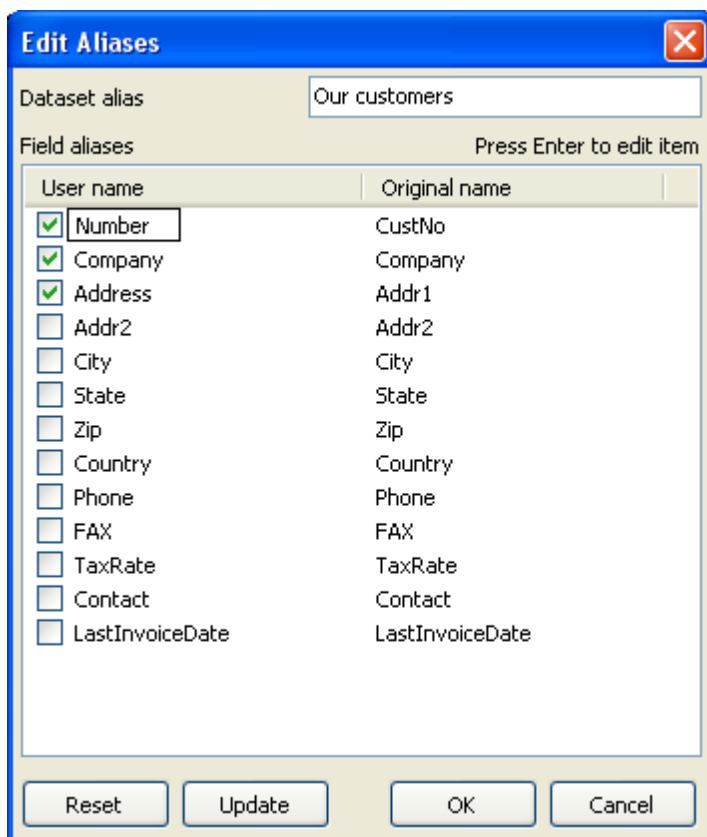 Edit Aliases
Dataset alias Our customers
Field aliases Press Enter to edit item
User name Original name
Number CustNo
Company Company
Address Addr1
Addr2 Addr2
City City
State State
Zip Zip
Country Country
Phone Phone
FAX FAX
TaxRate TaxRate
Contact Contact
LastInvoiceDate LastInvoiceDate
Reset Update OK Cancel